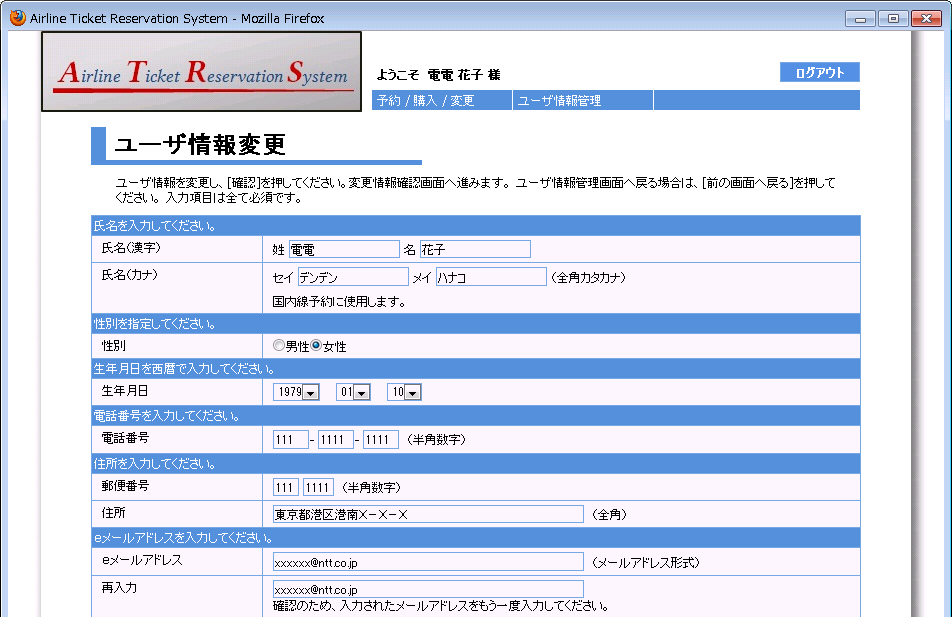 Airline Ticket Reservation System - Mozilla Firefox
Airline Ticket Reservation System
ようこそ 電電 花子 様
ログアウト
予約 / 購入 / 変更 ユーザ情報管理
ユーザ情報変更
ユーザ情報を変更し、[確認]を押してください。変更情報確認画面へ進みます。 ユーザ情報管理画面へ戻る場合は、[前の画面へ戻る]を押して
ください。 入力項目は全て必須です。
氏名を入力してください。
氏名(漢字) 姓 電電 名 花子
氏名(カナ) セイ デンデン メイ ハナコ (全角カタカナ)
国内線予約に使用します。
性別を指定してください。
性別 男性 女性
生年月日を西暦で入力してください。
生年月日 1979 01 10
電話番号を入力してください。
電話番号 111 - 1111 - 1111 (半角数字)
住所を入力してください。
郵便番号 111 1111 (半角数字)
住所 東京都港区港南X-X-X (全角)
eメールアドレスを入力してください。
eメールアドレス xxxxxx@ntt.co.jp (メールアドレス形式)
再入力 xxxxxx@ntt.co.jp
確認のため、入力されたメールアドレスをもう一度入力してください。